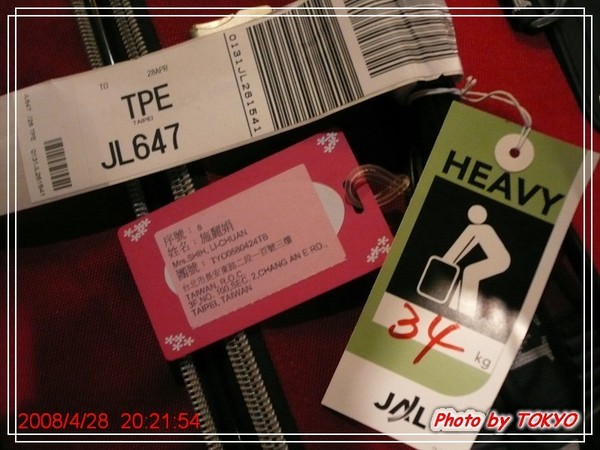 TO
28APR
TPE
TAIPEI
JL647
0131JL281541
序號：8
姓名：施麗娟
Mrs.SHIH, LI-CHUAN
團號：TYO0580424TB
台北市長安東路二段一百號三樓
TAIWAN, R.O.C.
3F,NO. 100,SEC. 2,CHANG AN E.RD.,
TAIPEI, TAIWAN
HEAVY
34
kg
JAL
2008/4/28 20:21:54
Photo by TOKYO